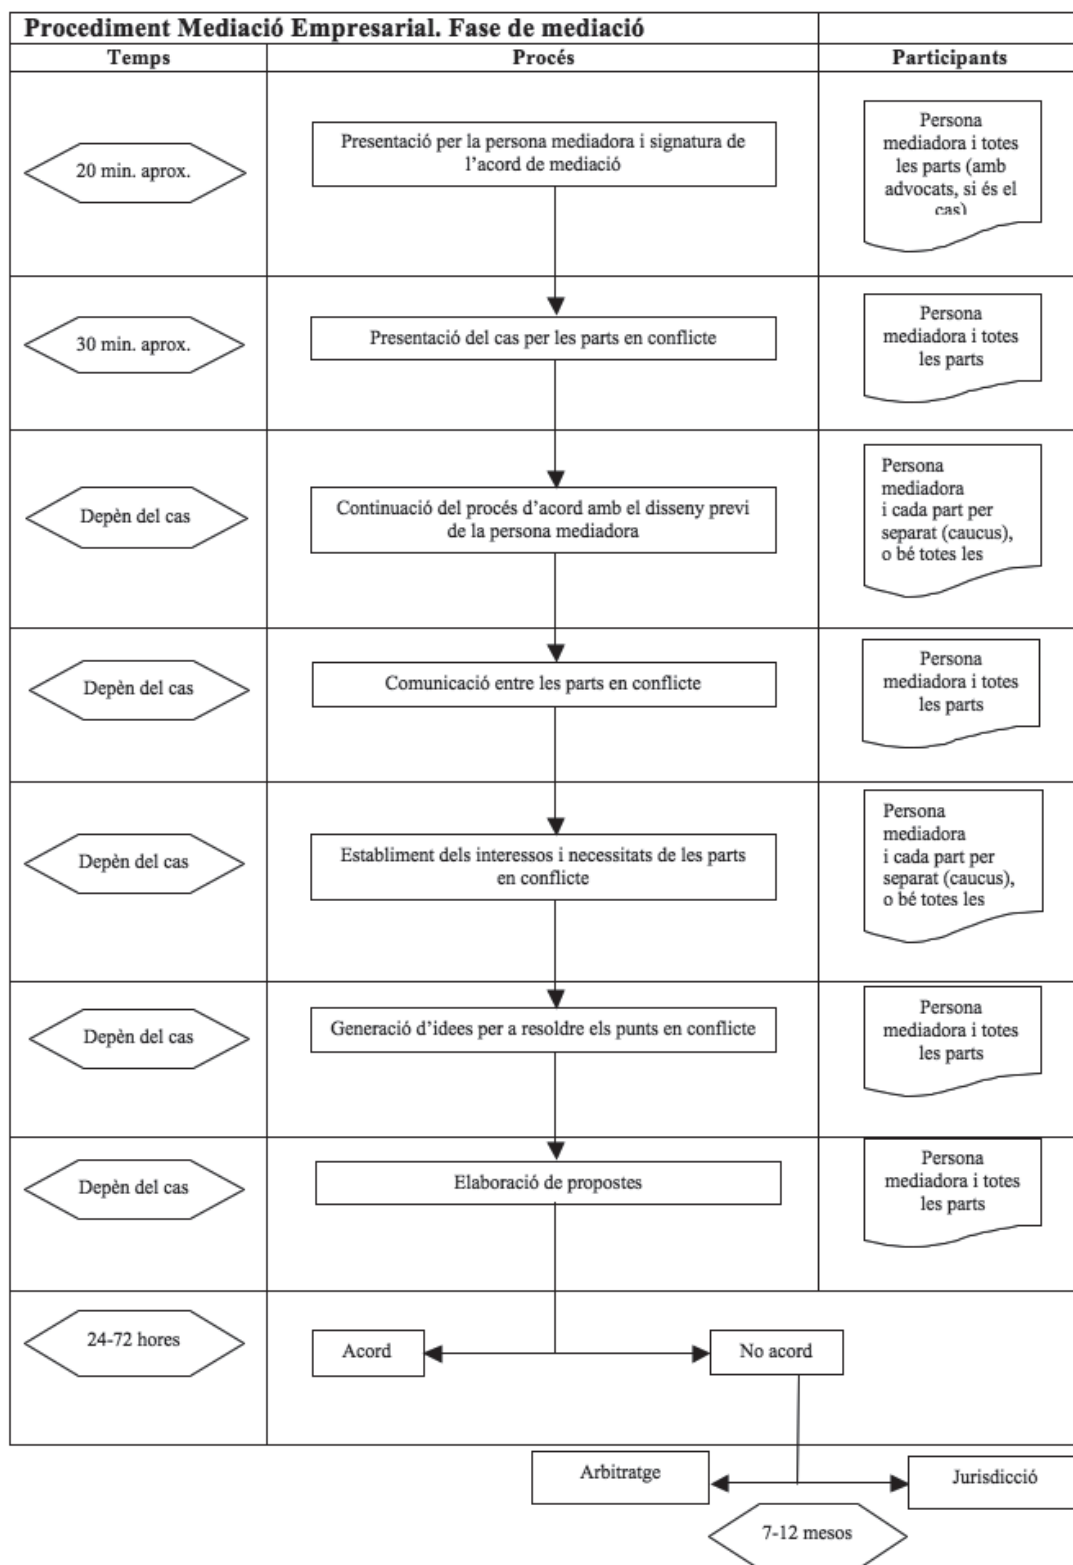 Procediment Mediació Empresarial. Fase de mediació
Temps
Procés
Participants
20 min. aprox.
Presentació per la persona mediadora i signatura de
l'acord de mediació
Persona
mediadora i totes
les parts (amb
advocats, si és el
cas)
30 min. aprox.
Presentació del cas per les parts en conflicte
Persona
mediadora i totes
les parts
Depèn del cas
Continuació del procés d'acord amb el disseny previ
de la persona mediadora
Persona
mediadora
i cada part per
separat (caucus),
o bé totes les
Depèn del cas
Comunicació entre les parts en conflicte
Persona
mediadora i totes
les parts
Depèn del cas
Establiment dels interessos i necessitats de les parts
en conflicte
Persona
mediadora
i cada part per
separat (caucus),
o bé totes les
Depèn del cas
Generació d'idees per a resoldre els punts en conflicte
Persona
mediadora i totes
les parts
Depèn del cas
Elaboració de propostes
Persona
mediadora i totes
les parts
24-72 hores
Acord
No acord
Arbitratge
Jurisdicció
7-12 mesos